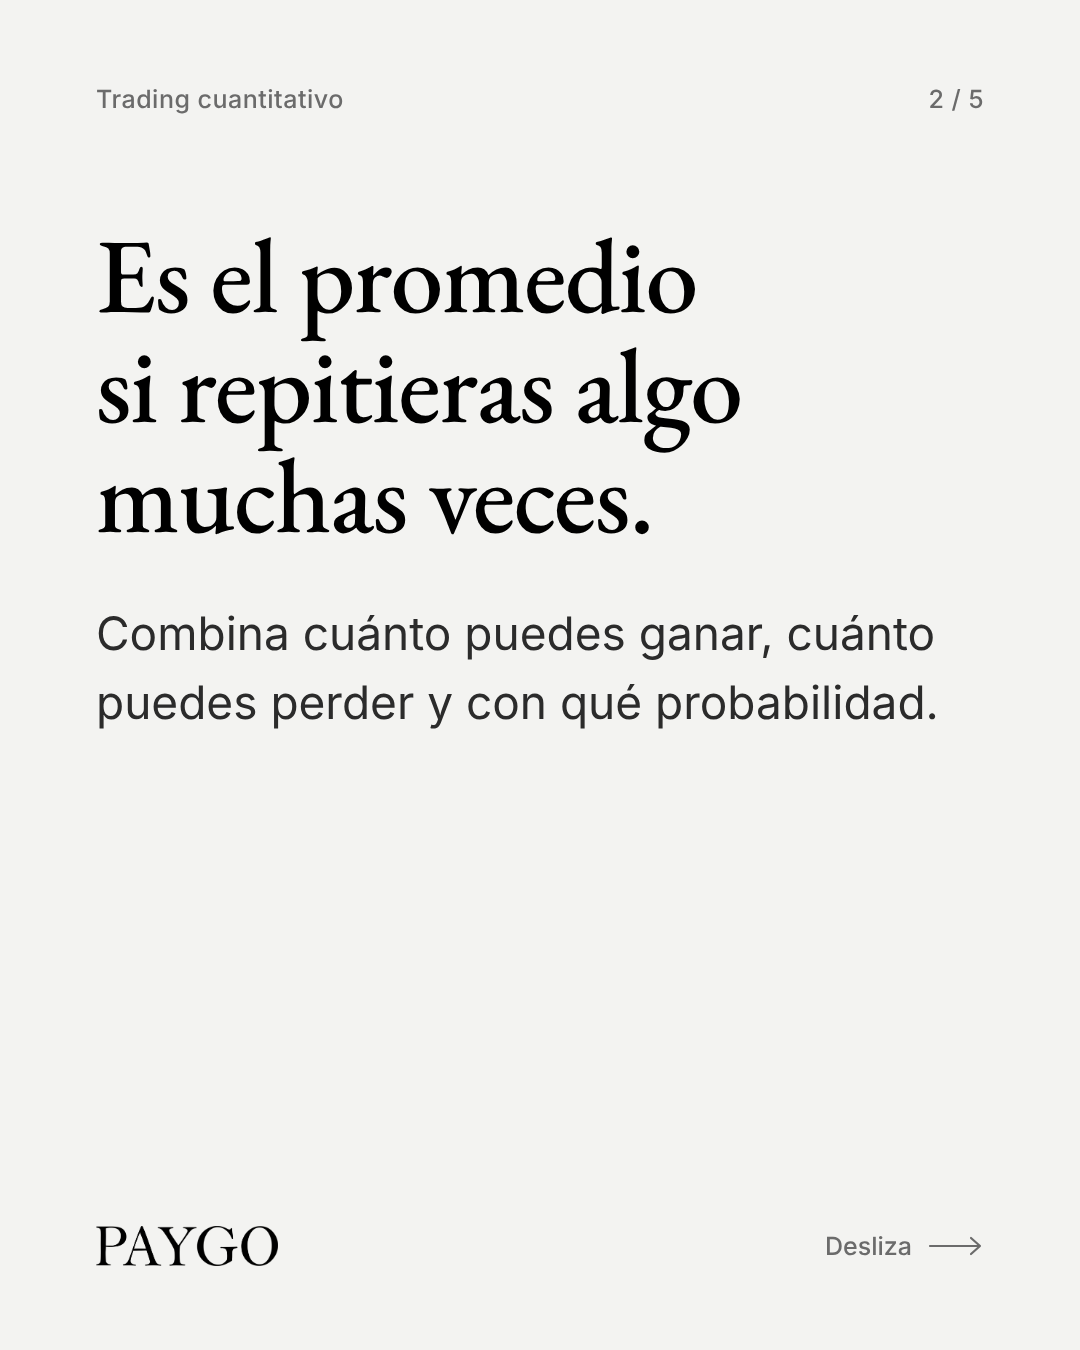 Trading cuantitativo
2 / 5
Es el promedio
si repitieras algo
muchas veces.
Combina cuánto puedes ganar, cuánto
puedes perder y con qué probabilidad.
PAYGO
Desliza